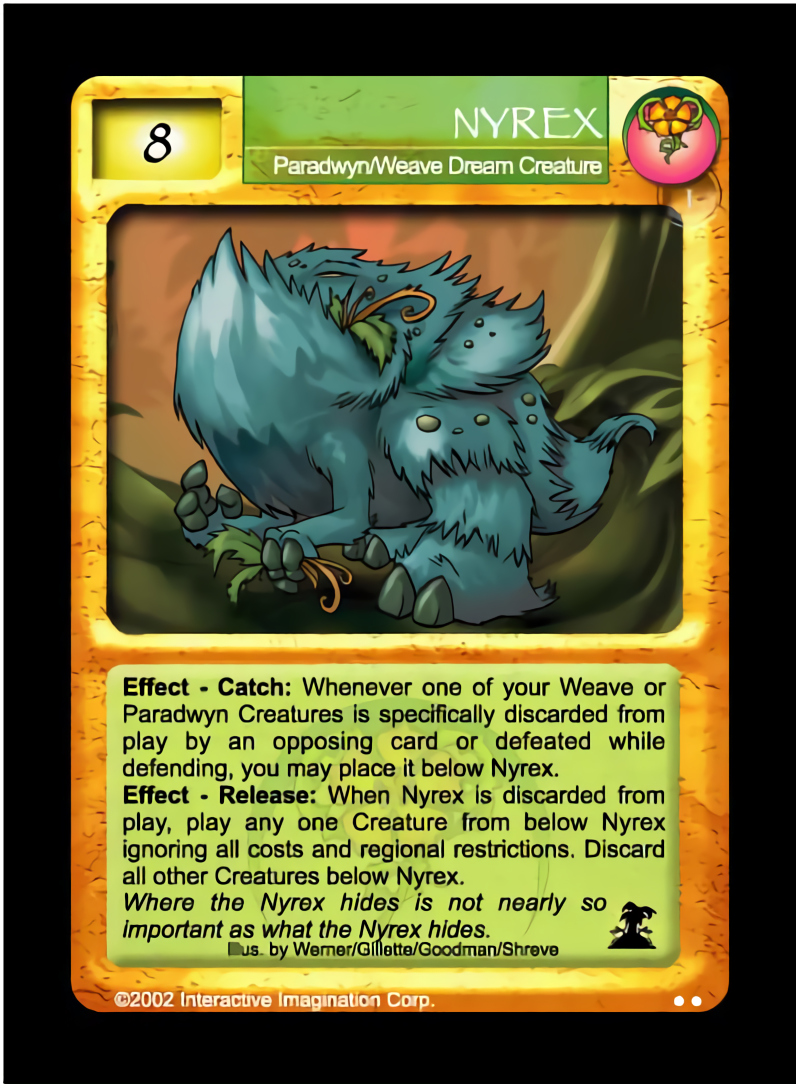 8
NYREX
Paradwyn/Weave Dream Creature
Effect - Catch: Whenever one of your Weave or
Paradwyn Creatures is specifically discarded from
play by an opposing card or defeated while
defending, you may place it below Nyrex.
Effect - Release: When Nyrex is discarded from
play, play any one Creature from below Nyrex
ignoring all costs and regional restrictions. Discard
all other Creatures below Nyrex.
Where the Nyrex hides is not nearly so
important as what the Nyrex hides.
Illus. by Werner/Gillette/Goodman/Shreve
©2002 Interactive Imagination Corp.